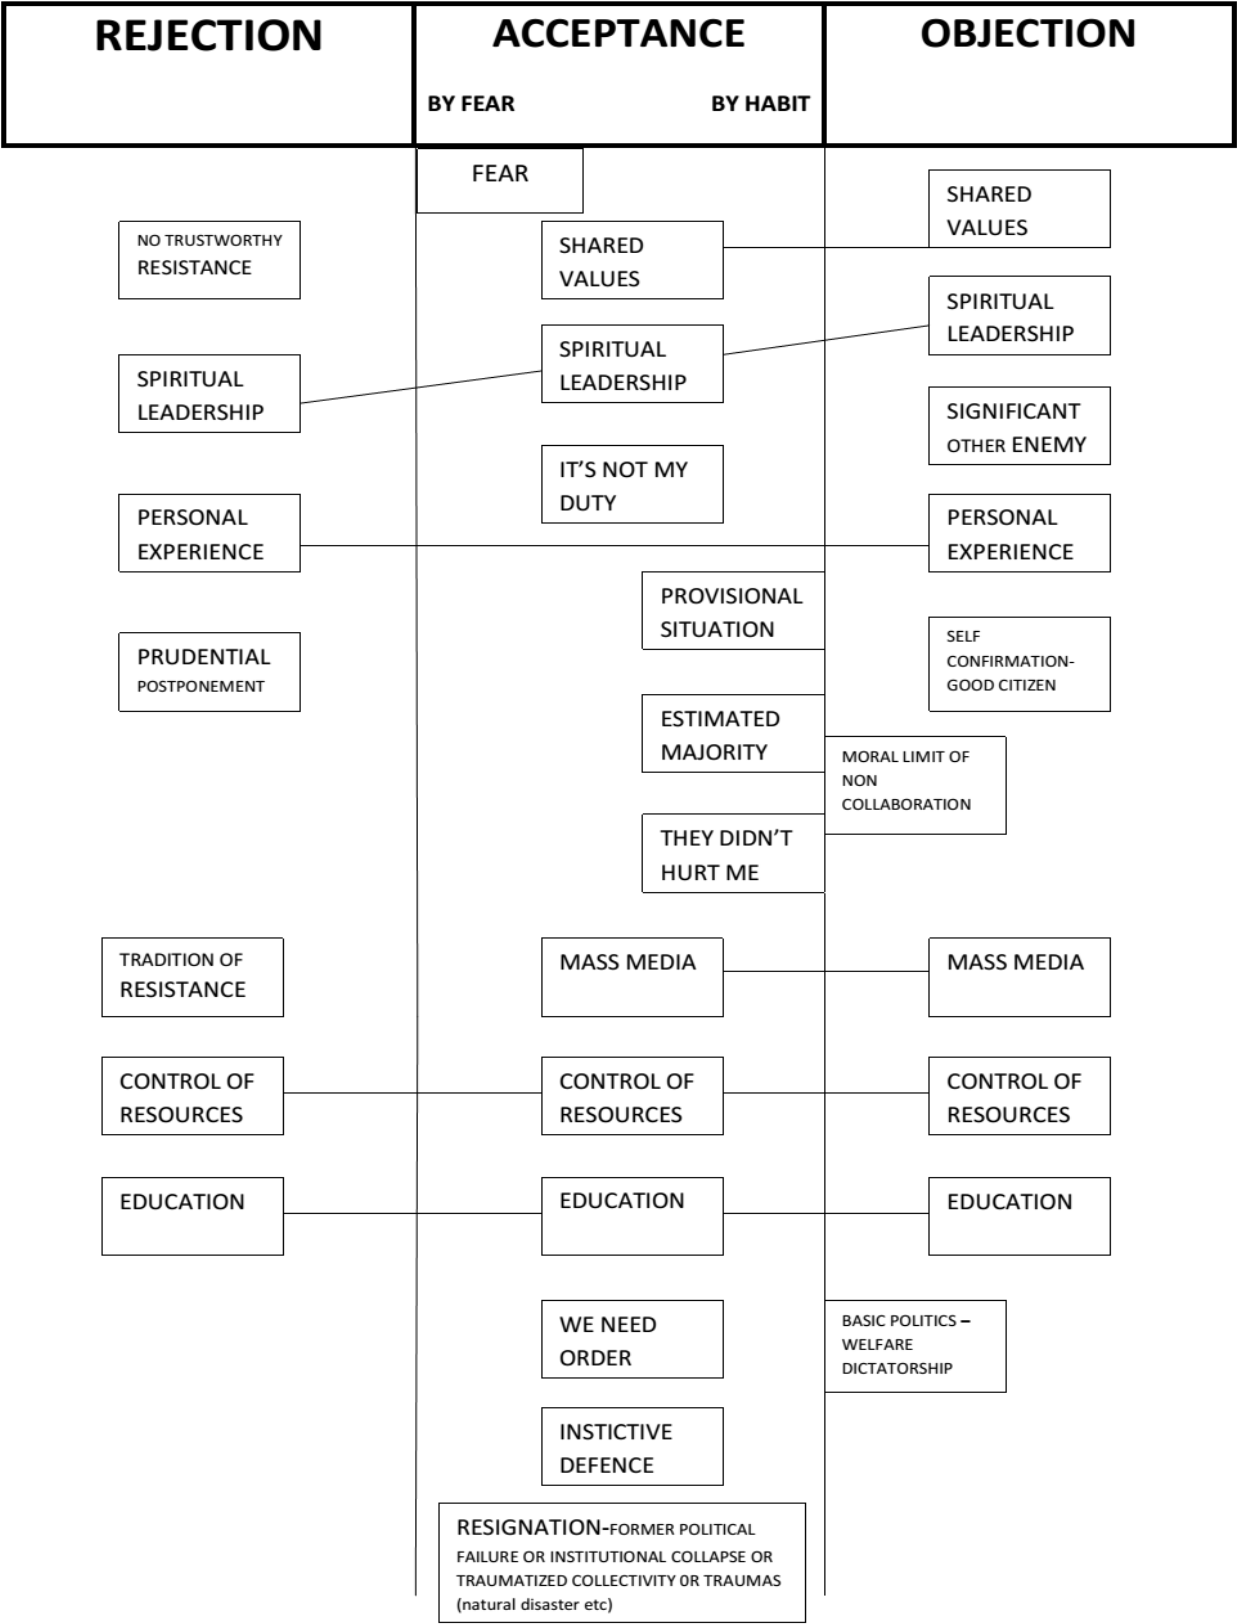 REJECTION
ACCEPTANCE
OBJECTION
BY FEAR
BY HABIT
FEAR
SHARED
VALUES
NO TRUSTWORTHY
RESISTANCE
SHARED
VALUES
SPIRITUAL
LEADERSHIP
SPIRITUAL
LEADERSHIP
SPIRITUAL
LEADERSHIP
SIGNIFICANT
OTHER ENEMY
IT’S NOT MY
DUTY
PERSONAL
EXPERIENCE
PERSONAL
EXPERIENCE
PROVISIONAL
SITUATION
PRUDENTIAL
POSTPONEMENT
SELF
CONFIRMATION-
GOOD CITIZEN
ESTIMATED
MAJORITY
MORAL LIMIT OF
NON
COLLABORATION
THEY DIDN’T
HURT ME
TRADITION OF
RESISTANCE
MASS MEDIA
MASS MEDIA
CONTROL OF
RESOURCES
CONTROL OF
RESOURCES
CONTROL OF
RESOURCES
EDUCATION
EDUCATION
EDUCATION
WE NEED
ORDER
BASIC POLITICS –
WELFARE
DICTATORSHIP
INSTICTIVE
DEFENCE
RESIGNATION-FORMER POLITICAL
FAILURE OR INSTITUTIONAL COLLAPSE OR
TRAUMATIZED COLLECTIVITY 0R TRAUMAS
(natural disaster etc)